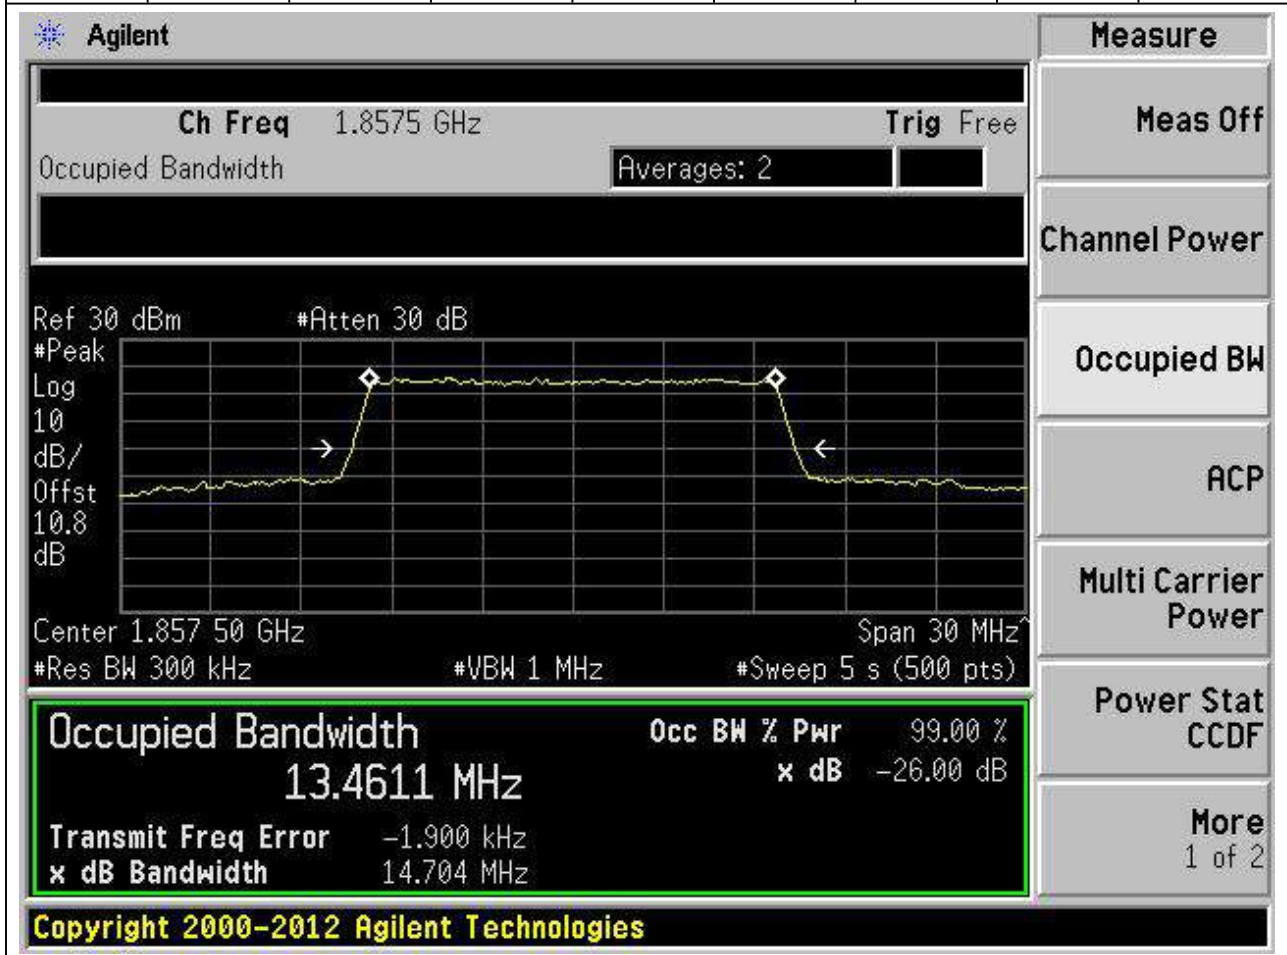 Agilent
Measure
Ch Freq 1.8575 GHz Trig Free
Occupied Bandwidth Averages: 2
Ref 30 dBm #Atten 30 dB
#Peak
Log
10
dB/
Offst
10.8
dB
Center 1.857 50 GHz Span 30 MHz^
#Res BW 300 kHz #VBW 1 MHz #Sweep 5 s (500 pts)
Occupied Bandwidth Occ BW % Pwr 99.00 %
13.4611 MHz x dB -26.00 dB
Transmit Freq Error -1.900 kHz
x dB Bandwidth 14.704 MHz
Copyright 2000-2012 Agilent Technologies
Meas Off
Channel Power
Occupied BW
ACP
Multi Carrier
Power
Power Stat
CCDF
More
1 of 2